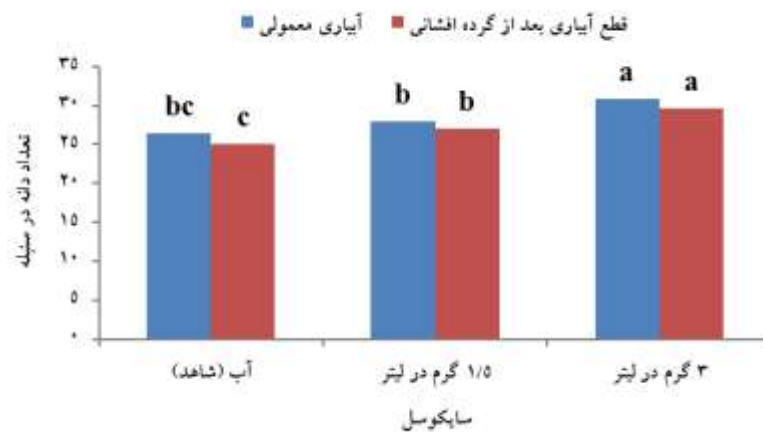 آبیاری معمولی قطع آبیاری بعد از گرده افشانی
تعداد دانه در سنبله
۳۵
۳۰
۲۵
۲۰
۱۵
۱۰
۵
۰
bc c b b a a
آب (شاهد) ۱/۵ گرم در لیتر ۳ گرم در لیتر
سایکوسل